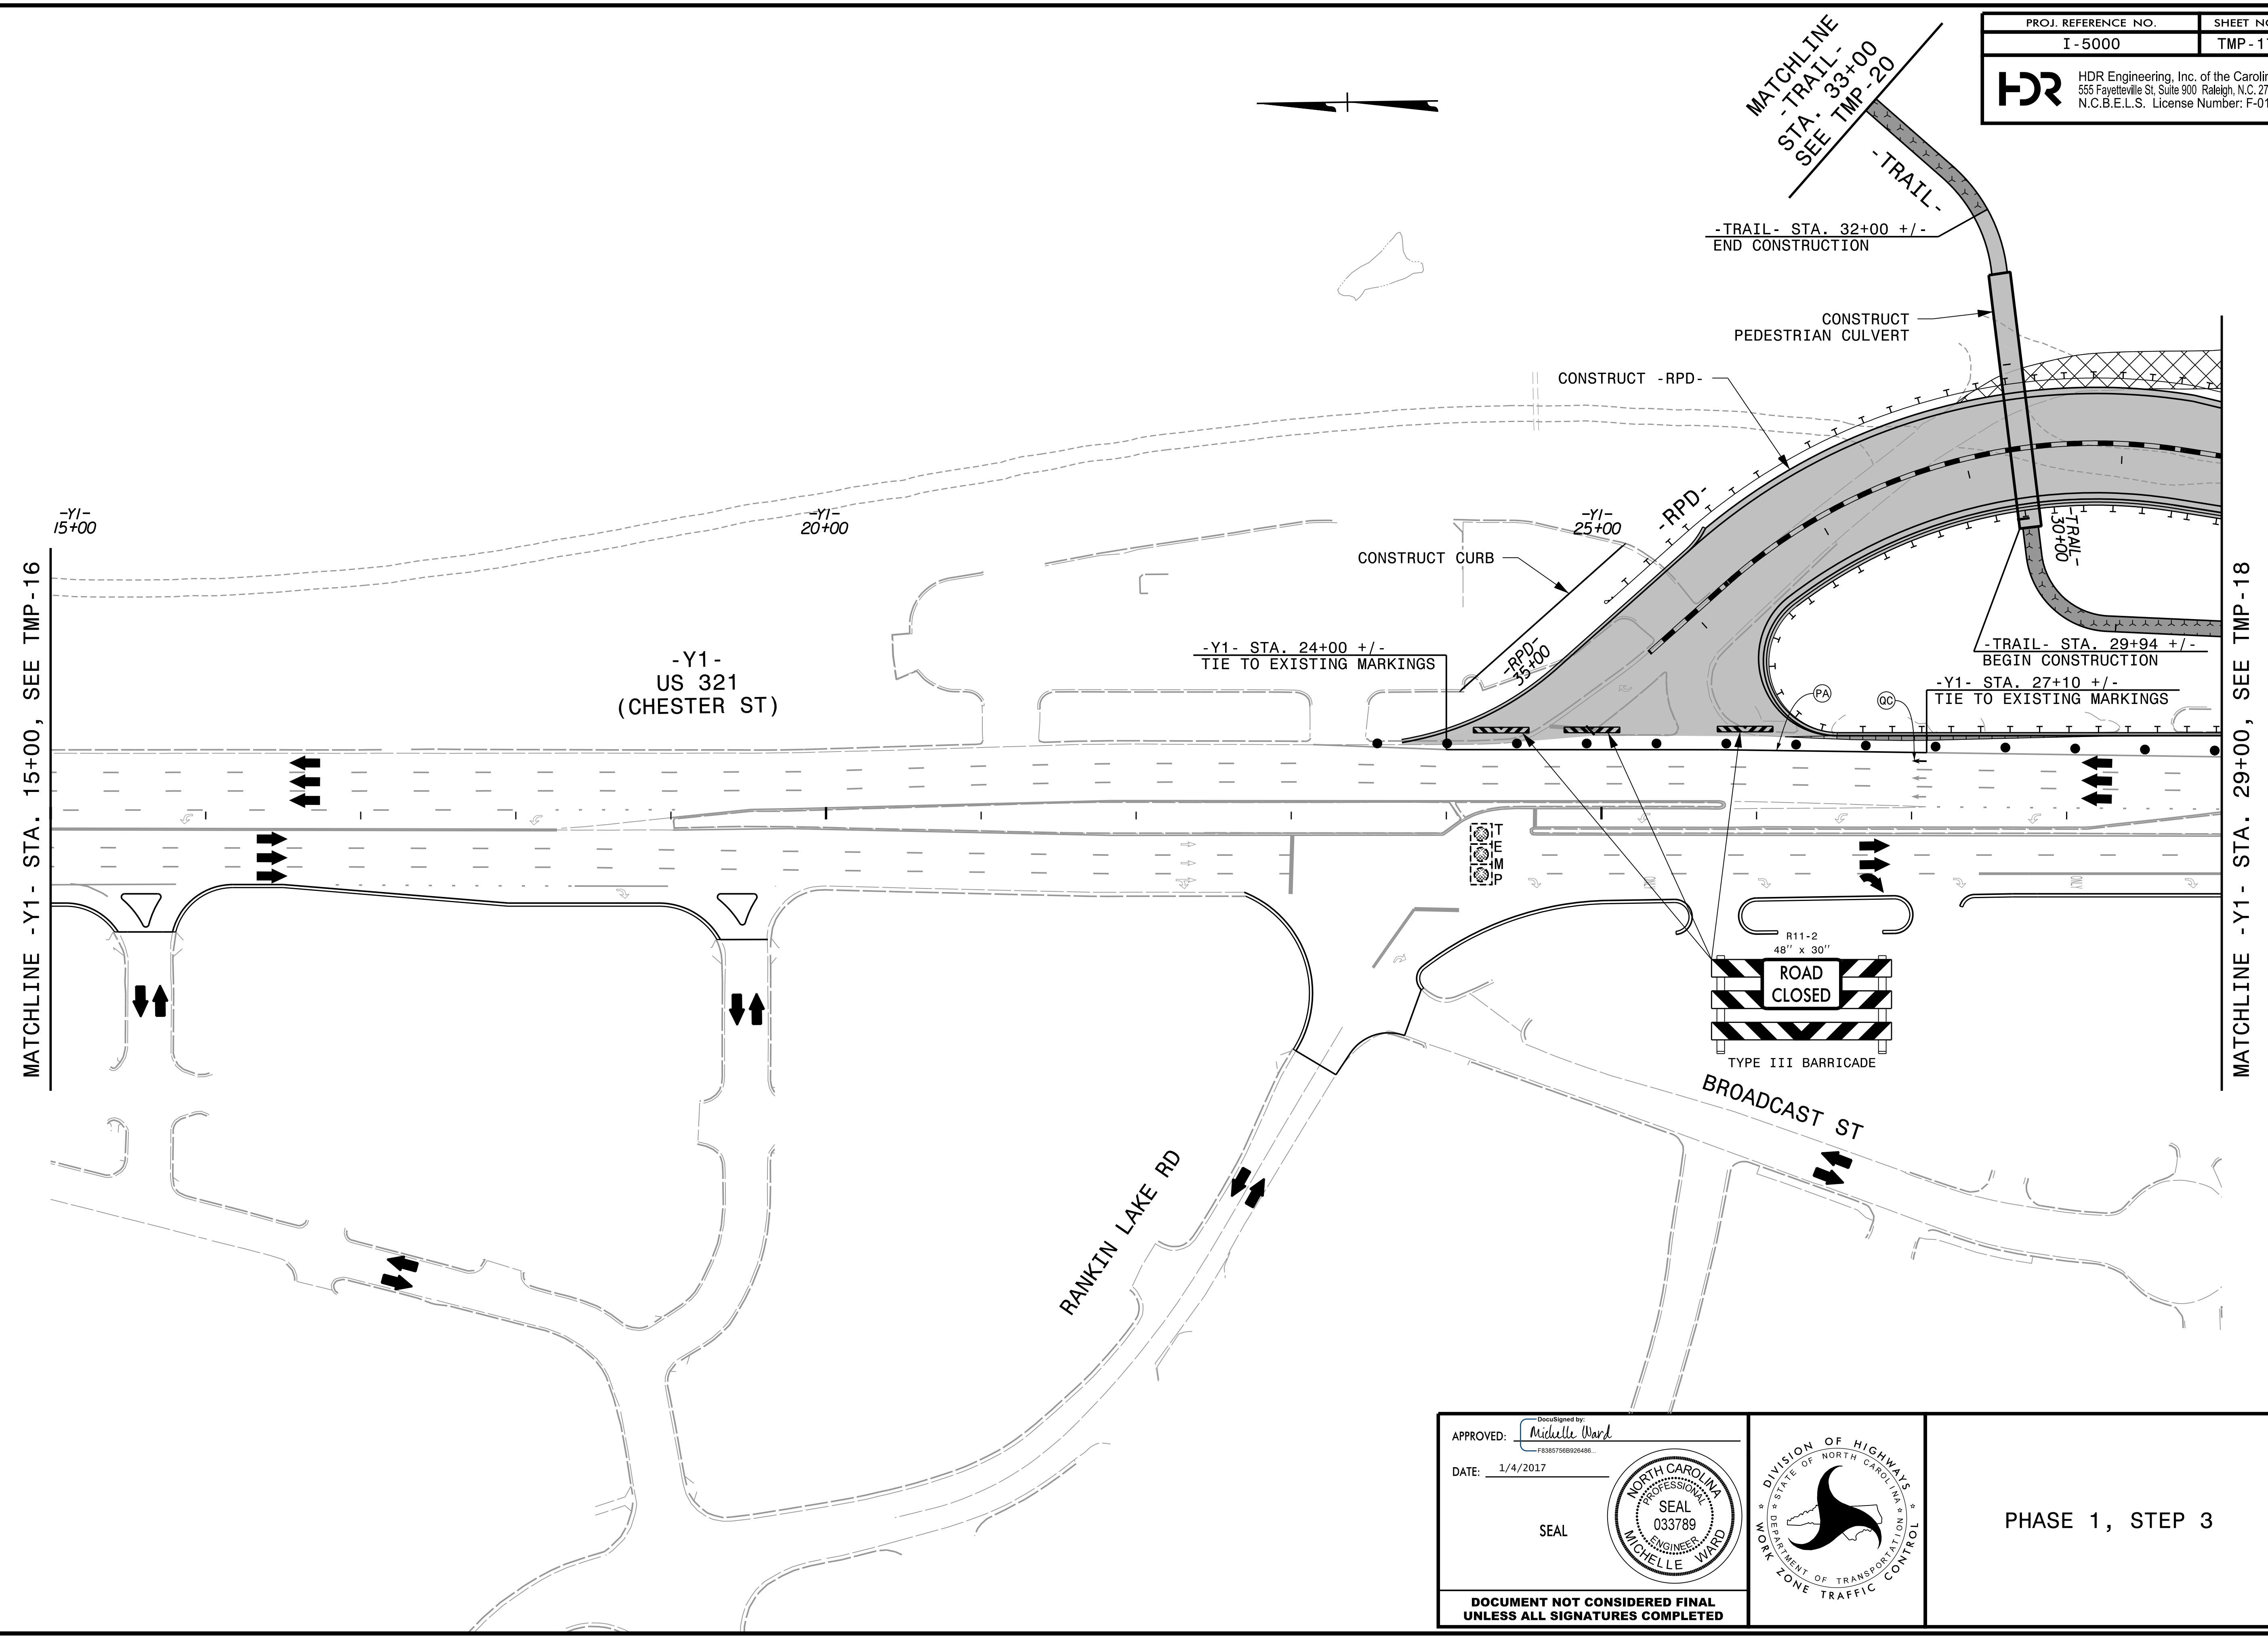 PROJ. REFERENCE NO.
SHEET NO
I-5000
TMP-17
HDR
HDR Engineering, Inc. of the Carolin
555 Fayetteville St, Suite 900 Raleigh, N.C. 27
N.C.B.E.L.S. License Number: F-01
MATCHLINE
-TRAIL-
STA. 33+00
SEE TMP-20
-TRAIL-
-TRAIL- STA. 32+00 +/-
END CONSTRUCTION
CONSTRUCT
PEDESTRIAN CULVERT
CONSTRUCT -RPD-
-RPD-
CONSTRUCT CURB
-Y1-
15+00
-Y1-
20+00
-Y1-
25+00
-TRAIL-
30+00
-RPD-
35+00
-Y1- STA. 24+00 +/-
TIE TO EXISTING MARKINGS
-TRAIL- STA. 29+94 +/-
BEGIN CONSTRUCTION
-Y1- STA. 27+10 +/-
TIE TO EXISTING MARKINGS
PA
QC
-Y1-
US 321
(CHESTER ST)
MATCHLINE -Y1- STA. 15+00, SEE TMP-16
MATCHLINE -Y1- STA. 29+00, SEE TMP-18
TEMP
ONLY
ONLY
R11-2
48" x 30"
ROAD
CLOSED
TYPE III BARRICADE
BROADCAST ST
RANKIN LAKE RD
APPROVED:
DocuSigned by:
Michelle Ward
F8385756B926486...
DATE: 1/4/2017
SEAL
NORTH CAROLINA
PROFESSIONAL
SEAL
033789
ENGINEER
MICHELLE WARD
DOCUMENT NOT CONSIDERED FINAL
UNLESS ALL SIGNATURES COMPLETED
DIVISION OF HIGHWAYS
STATE OF NORTH CAROLINA
DEPARTMENT OF TRANSPORTATION
WORK ZONE TRAFFIC CONTROL
PHASE 1, STEP 3